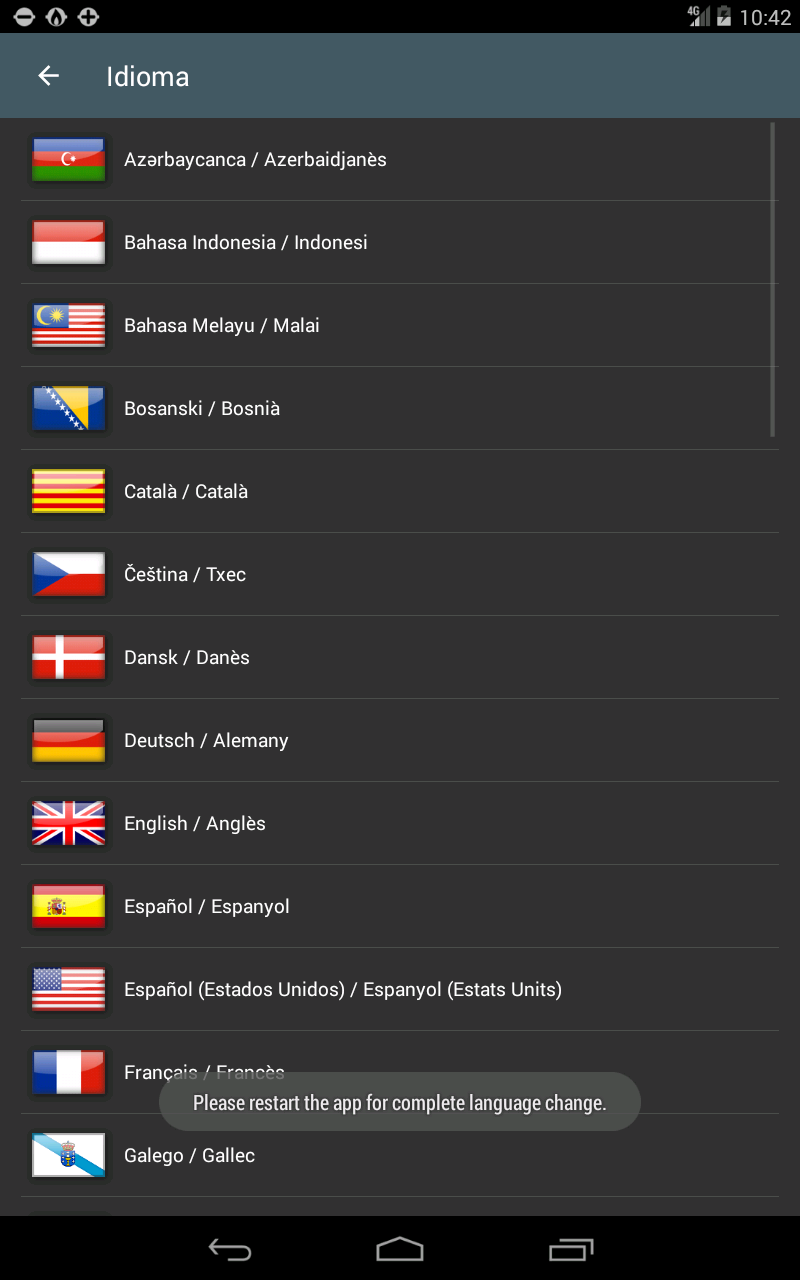 4G 10:42
Idioma
Azərbaycanca / Azerbaidjanès
Bahasa Indonesia / Indonesi
Bahasa Melayu / Malai
Bosanski / Bosnià
Català / Català
Čeština / Txec
Dansk / Danès
Deutsch / Alemany
English / Anglès
Español / Espanyol
Español (Estados Unidos) / Espanyol (Estats Units)
Français / Francès
Please restart the app for complete language change.
Galego / Gallec